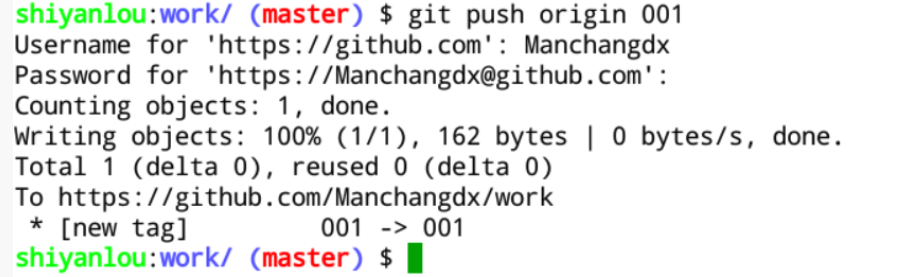 shiyanlou:work/ (master) $ git push origin 001
Username for 'https://github.com': Manchangdx
Password for 'https://Manchangdx@github.com':
Counting objects: 1, done.
Writing objects: 100% (1/1), 162 bytes | 0 bytes/s, done.
Total 1 (delta 0), reused 0 (delta 0)
To https://github.com/Manchangdx/work
 * [new tag]         001 -> 001
shiyanlou:work/ (master) $